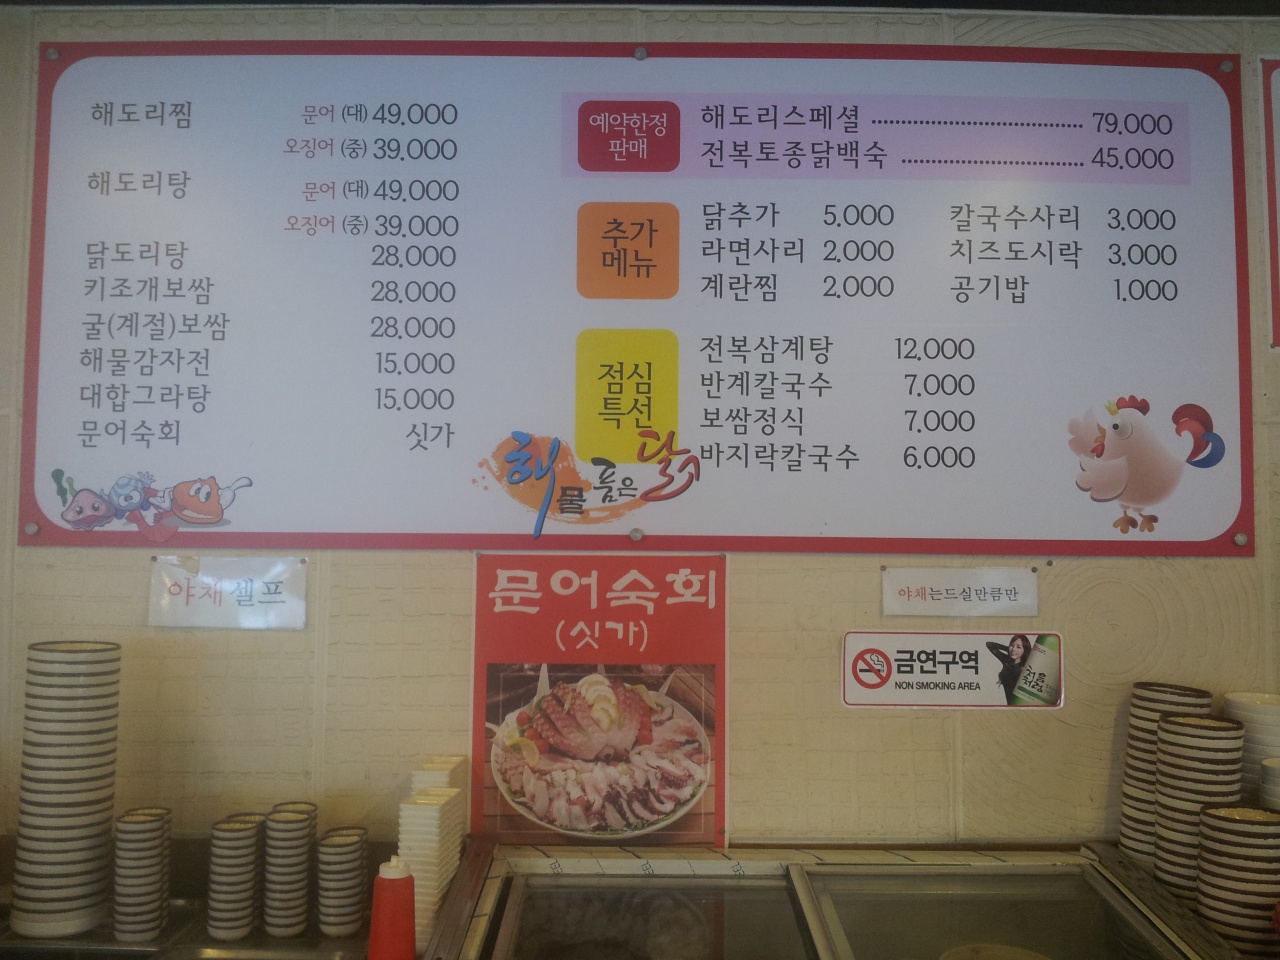 해도리찜 문어 (대) 49,000
오징어 (중) 39,000
해도리탕 문어 (대) 49,000
오징어 (중) 39,000
닭도리탕 28,000
키조개보쌈 28,000
굴(계절)보쌈 28,000
해물감자전 15,000
대합그라탕 15,000
문어숙회 싯가
예약한정
판매
해도리스페셜 79,000
전복토종닭백숙 45,000
추가
메뉴
닭추가 5,000 칼국수사리 3,000
라면사리 2,000 치즈도시락 3,000
계란찜 2,000 공기밥 1,000
점심
특선
전복삼계탕 12,000
반계칼국수 7,000
보쌈정식 7,000
바지락칼국수 6,000
해물품은닭
야채 셀프
문어숙회
(싯가)
야채는드실만큼만
금연구역
NON SMOKING AREA
처음
처럼